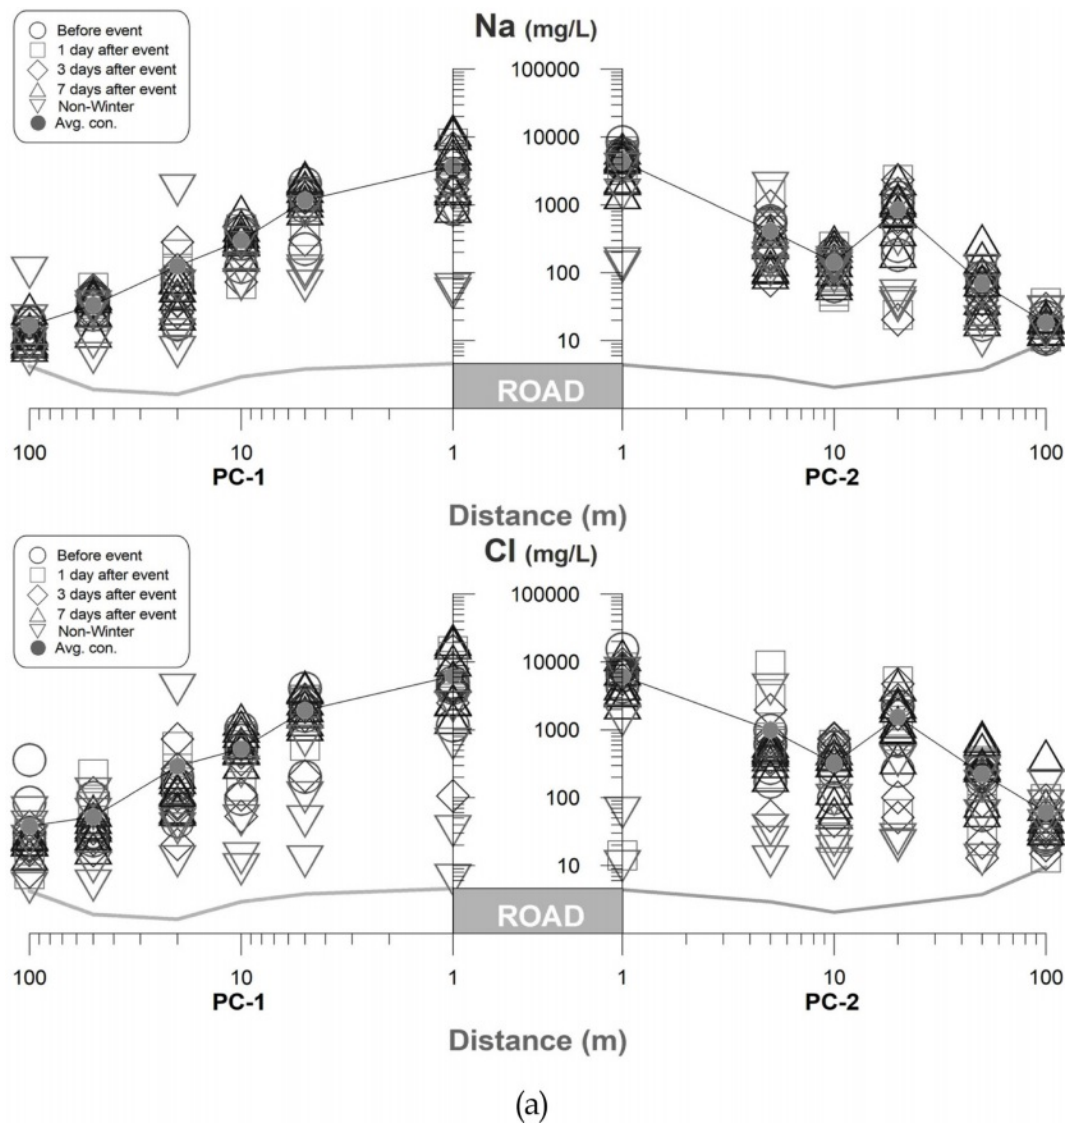 Na (mg/L)
Before event
1 day after event
3 days after event
7 days after event
Non-Winter
Avg. con.
100000
10000
1000
100
10
ROAD
100
10
1
1
10
100
PC-1
PC-2
Distance (m)
Cl (mg/L)
Before event
1 day after event
3 days after event
7 days after event
Non-Winter
Avg. con.
100000
10000
1000
100
10
ROAD
100
10
1
1
10
100
PC-1
PC-2
Distance (m)
(a)